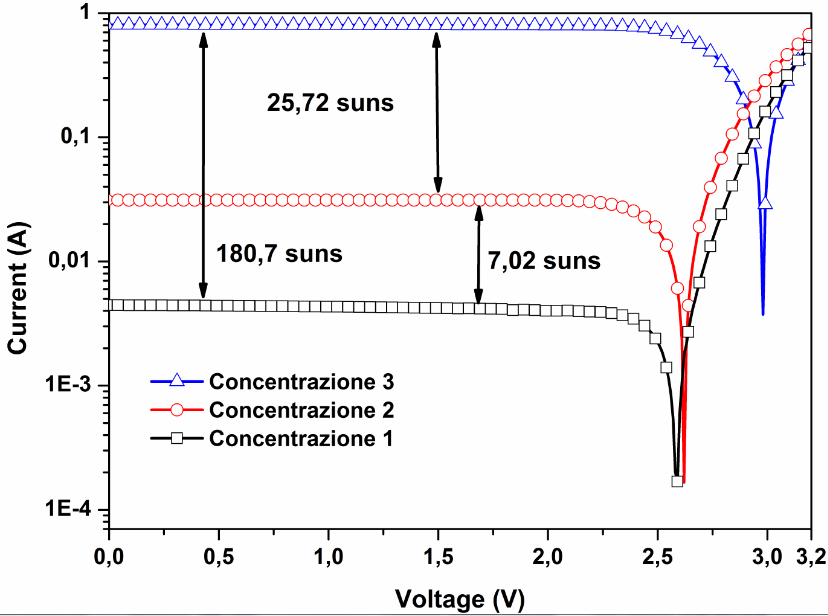 1
0,1
0,01
1E-3
1E-4
Current (A)
25,72 suns
180,7 suns
7,02 suns
Concentrazione 3
Concentrazione 2
Concentrazione 1
0,0 0,5 1,0 1,5 2,0 2,5 3,0 3,2
Voltage (V)